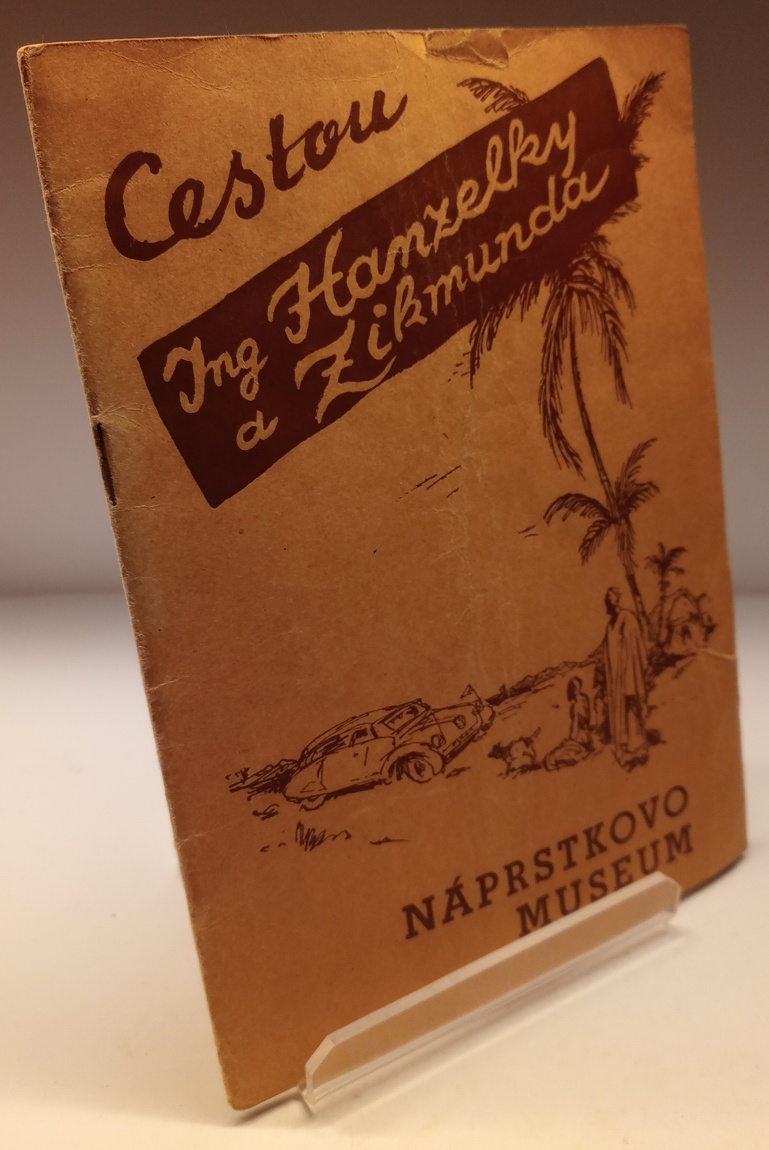 Cestou
Ing Hanzelky
a Zikmunda
NÁPRSTKOVO
MUSEUM